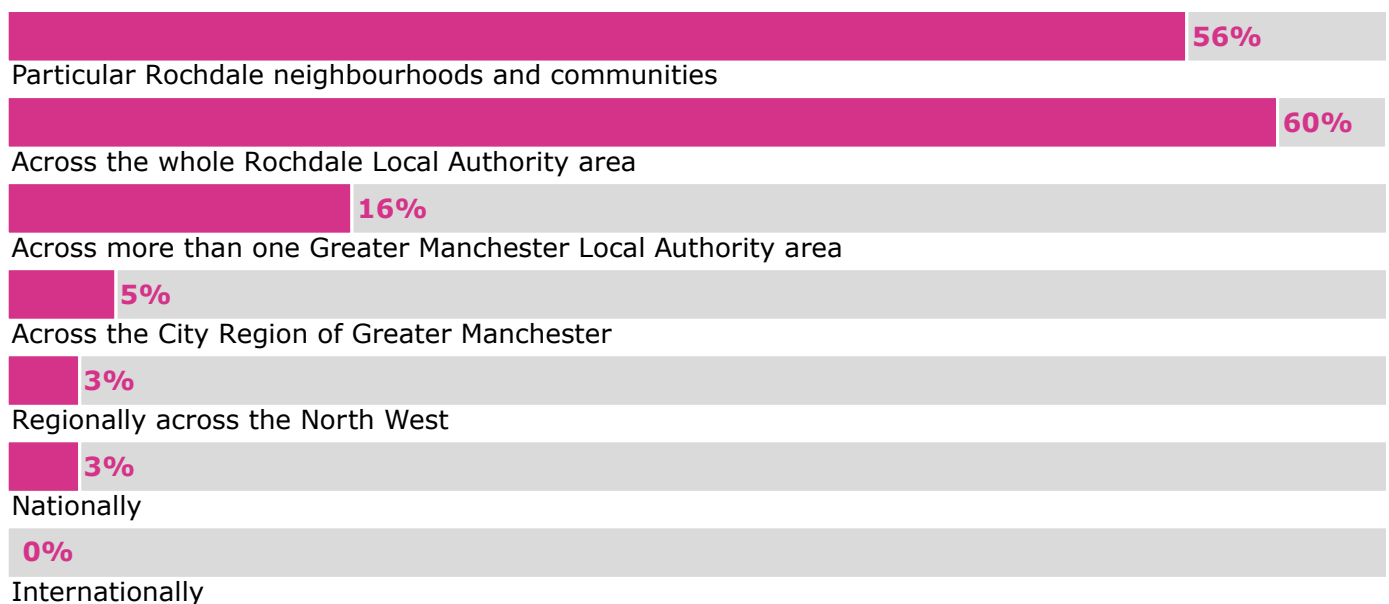 56%
Particular Rochdale neighbourhoods and communities
60%
Across the whole Rochdale Local Authority area
16%
Across more than one Greater Manchester Local Authority area
5%
Across the City Region of Greater Manchester
3%
Regionally across the North West
3%
Nationally
0%
Internationally